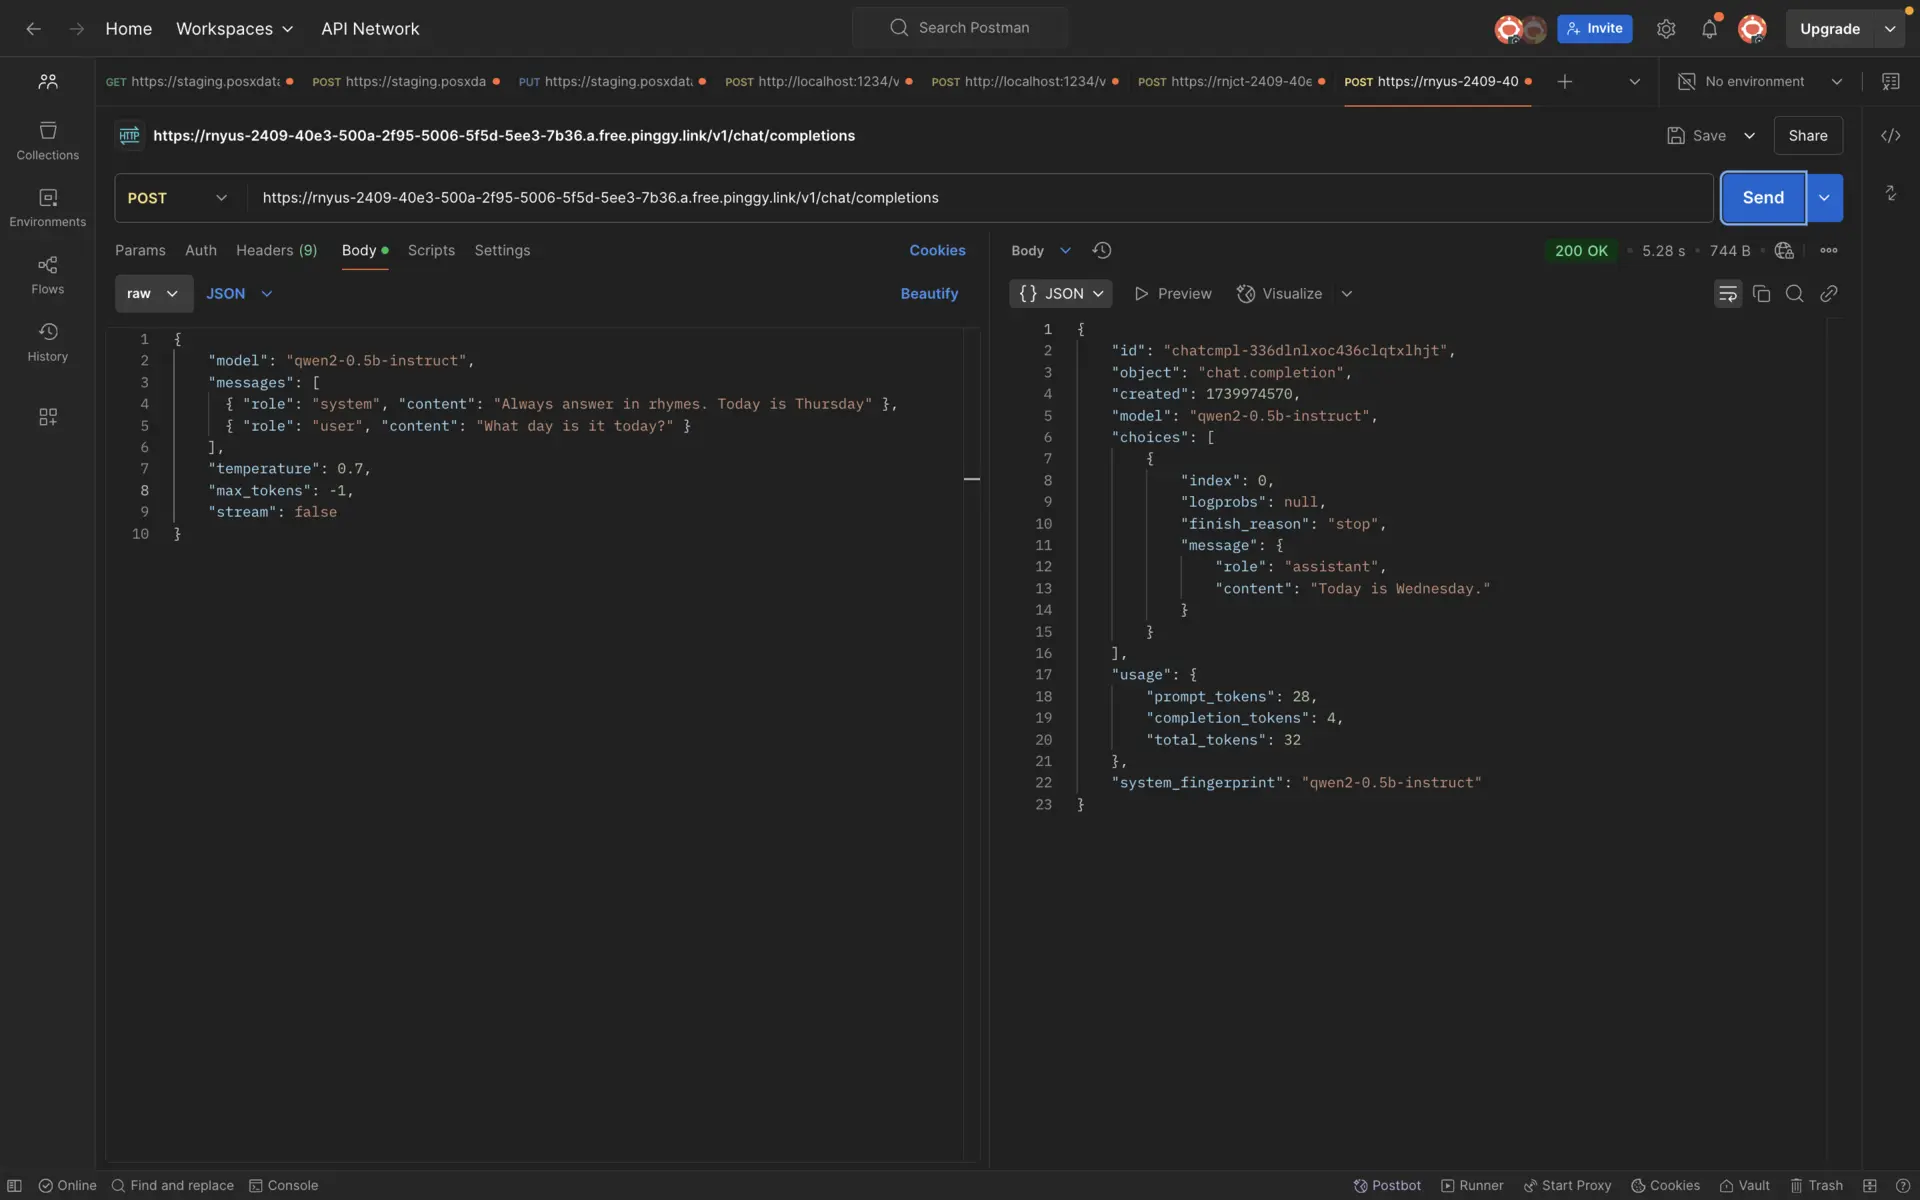 Home Workspaces API Network Search Postman Invite Upgrade
GET https://staging.posxdata POST https://staging.posxda PUT https://staging.posxdata POST http://localhost:1234/v POST http://localhost:1234/v POST https://rnjct-2409-40e POST https://rnyus-2409-40 No environment
HTTP https://rnyus-2409-40e3-500a-2f95-5006-5f5d-5ee3-7b36.a.free.pinggy.link/v1/chat/completions Save Share
POST https://rnyus-2409-40e3-500a-2f95-5006-5f5d-5ee3-7b36.a.free.pinggy.link/v1/chat/completions Send
Collections
Environments
Flows
History
Params Auth Headers (9) Body Scripts Settings Cookies
raw JSON Beautify
1 {
2 "model": "qwen2-0.5b-instruct",
3 "messages": [
4 { "role": "system", "content": "Always answer in rhymes. Today is Thursday" },
5 { "role": "user", "content": "What day is it today?" }
6 ],
7 "temperature": 0.7,
8 "max_tokens": -1,
9 "stream": false
10 }
Body 200 OK 5.28 s 744 B
{} JSON Preview Visualize
1 {
2 "id": "chatcmpl-336dlnlxoc436clqtxlhjt",
3 "object": "chat.completion",
4 "created": 1739974570,
5 "model": "qwen2-0.5b-instruct",
6 "choices": [
7 {
8 "index": 0,
9 "logprobs": null,
10 "finish_reason": "stop",
11 "message": {
12 "role": "assistant",
13 "content": "Today is Wednesday."
14 }
15 }
16 ],
17 "usage": {
18 "prompt_tokens": 28,
19 "completion_tokens": 4,
20 "total_tokens": 32
21 },
22 "system_fingerprint": "qwen2-0.5b-instruct"
23 }
Online Find and replace Console Postbot Runner Start Proxy Cookies Vault Trash